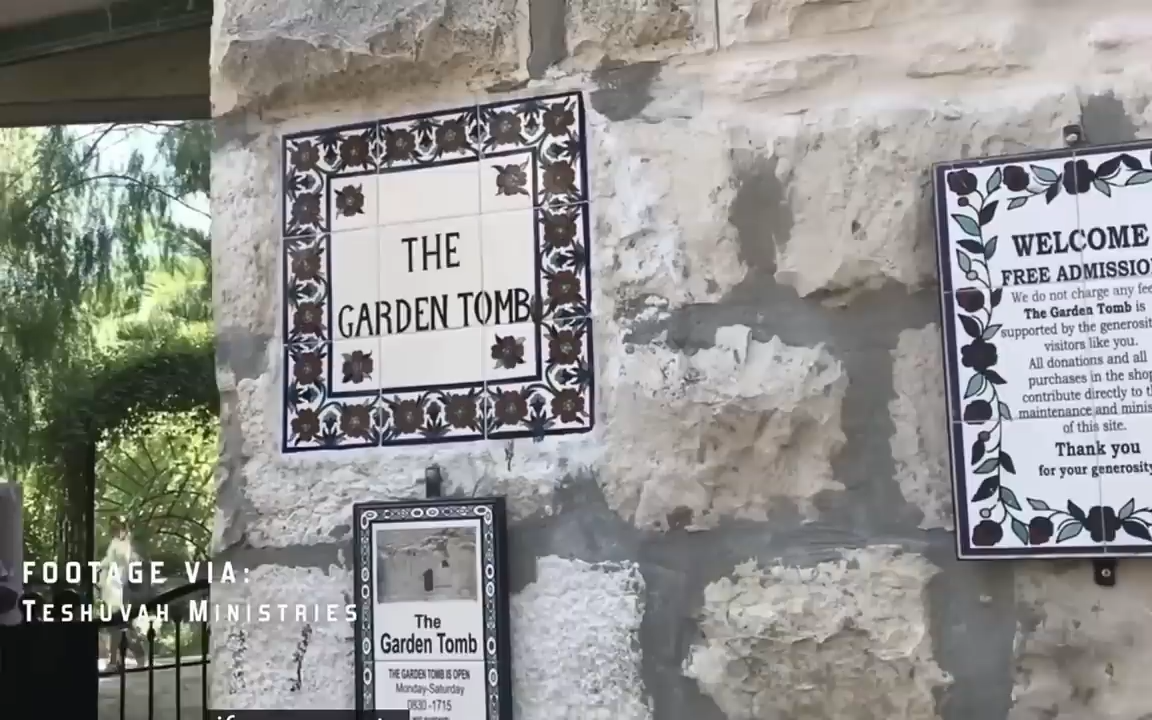 THE
GARDEN TOMB
WELCOME
FREE ADMISSION
We do not charge any fee
The Garden Tomb is
supported by the generosity
visitors like you.
All donations and all
purchases in the shop
contribute directly to
maintenance and
of this site.
Thank you
for your generosity
FOOTAGE VIA:
TESHUVAH MINISTRIES
The
Garden Tomb
THE GARDEN TOMB IS OPEN
Monday-Saturday
0830 -1715